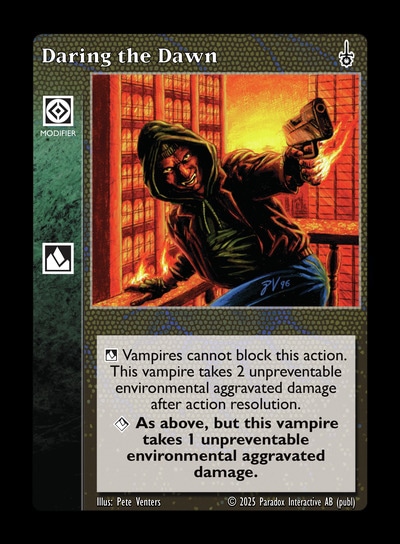 Daring the Dawn
MODIFIER
PV 96
Vampires cannot block this action.
This vampire takes 2 unpreventable
environmental aggravated damage
after action resolution.
As above, but this vampire
takes 1 unpreventable
environmental aggravated
damage.
Illus: Pete Venters © 2025 Paradox Interactive AB (publ)